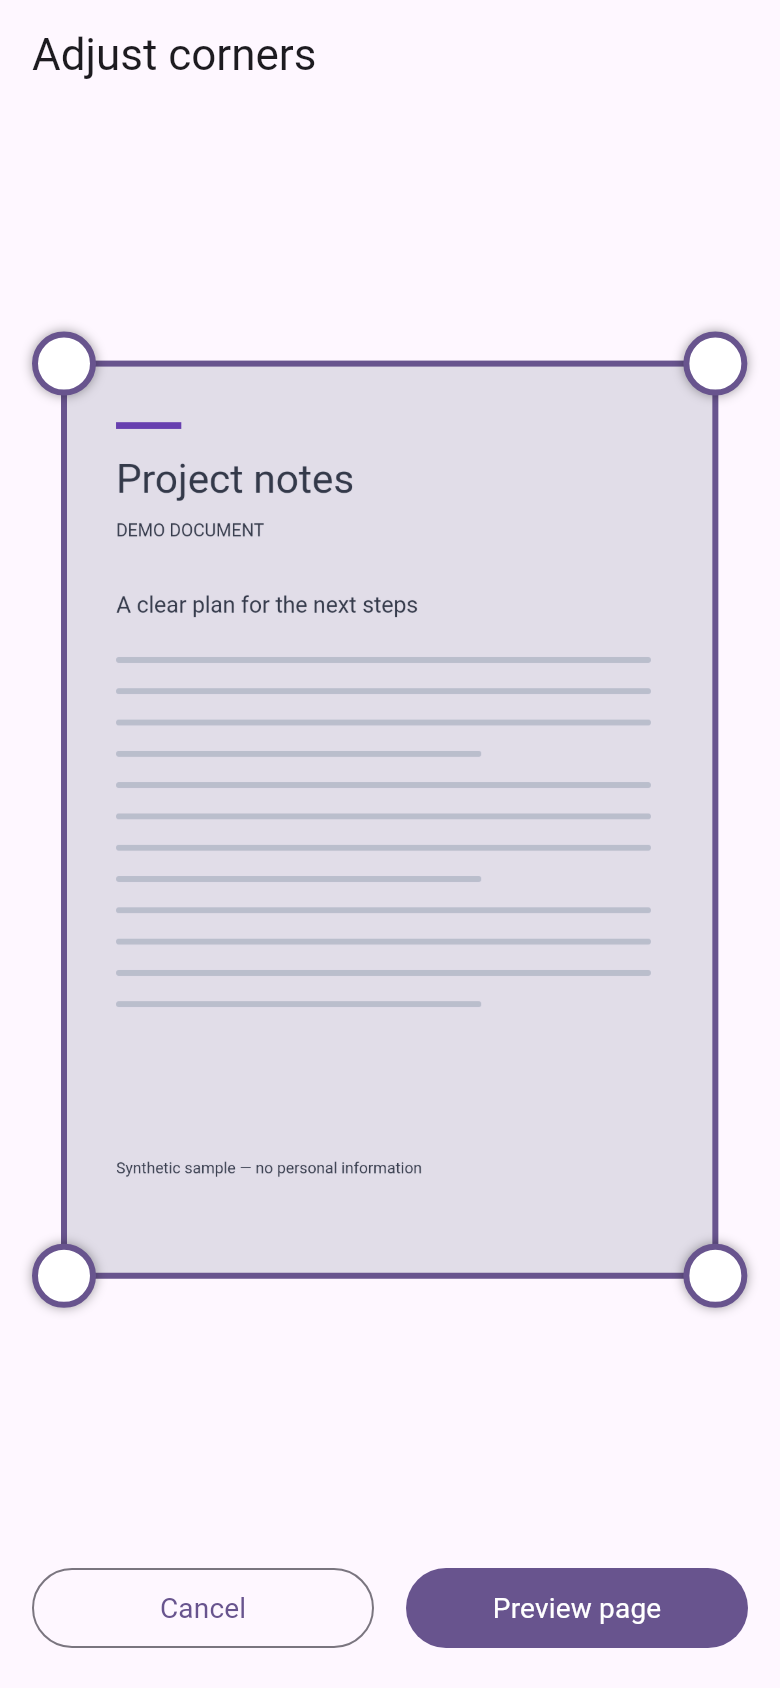 Adjust corners
Project notes
DEMO DOCUMENT
A clear plan for the next steps
Synthetic sample — no personal information
Cancel
Preview page